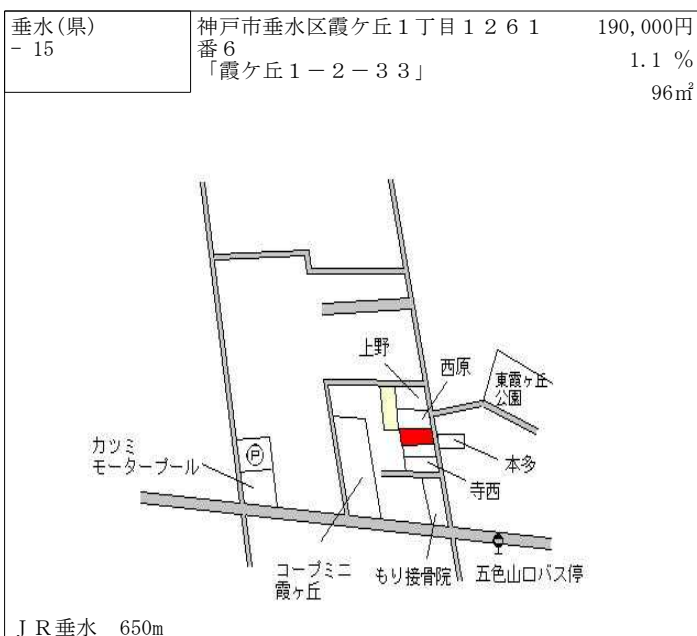 垂水(県)
- 15
神戸市垂水区霞ケ丘１丁目１２６１
番６
「霞ケ丘１－２－３３」
190,000円
1.1 %
96㎡
上野
西原
東霞ヶ丘
公園
カツミ
モータープール
P
本多
寺西
コープミニ
霞ヶ丘
もり接骨院
五色山口バス停
ＪＲ垂水 650m